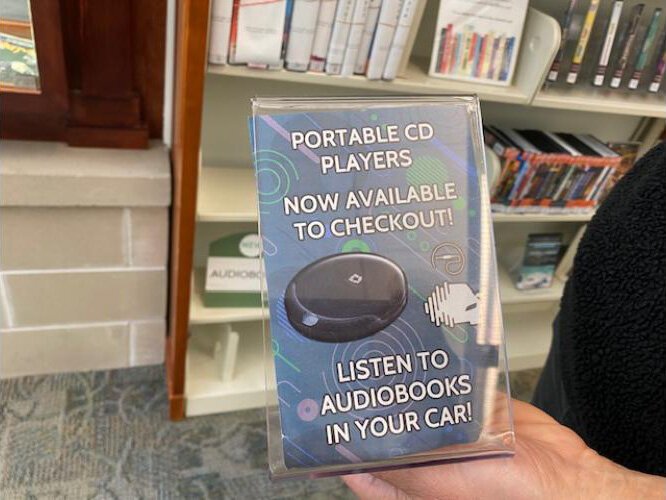 PORTABLE CD
PLAYERS
NOW AVAILABLE
TO CHECKOUT!
LISTEN TO
AUDIOBOOKS
IN YOUR CAR!